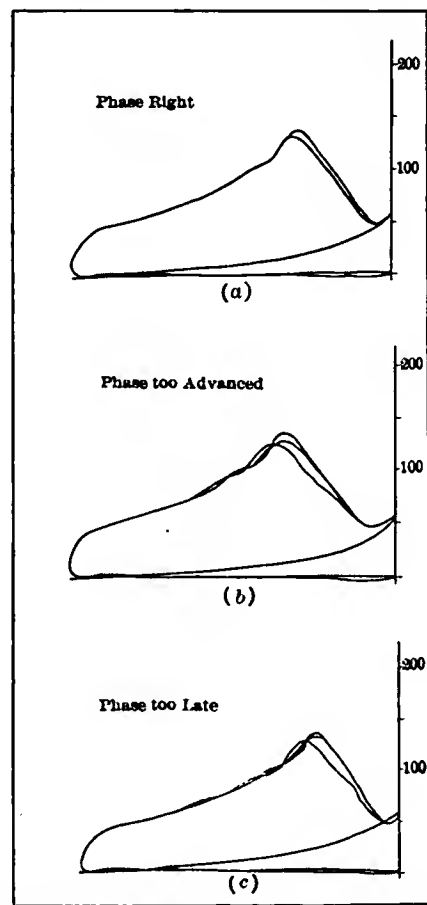 200
Phase Right
100
(a)
200
Phase too Advanced
100
(b)
200
Phase too Late
100
(c)